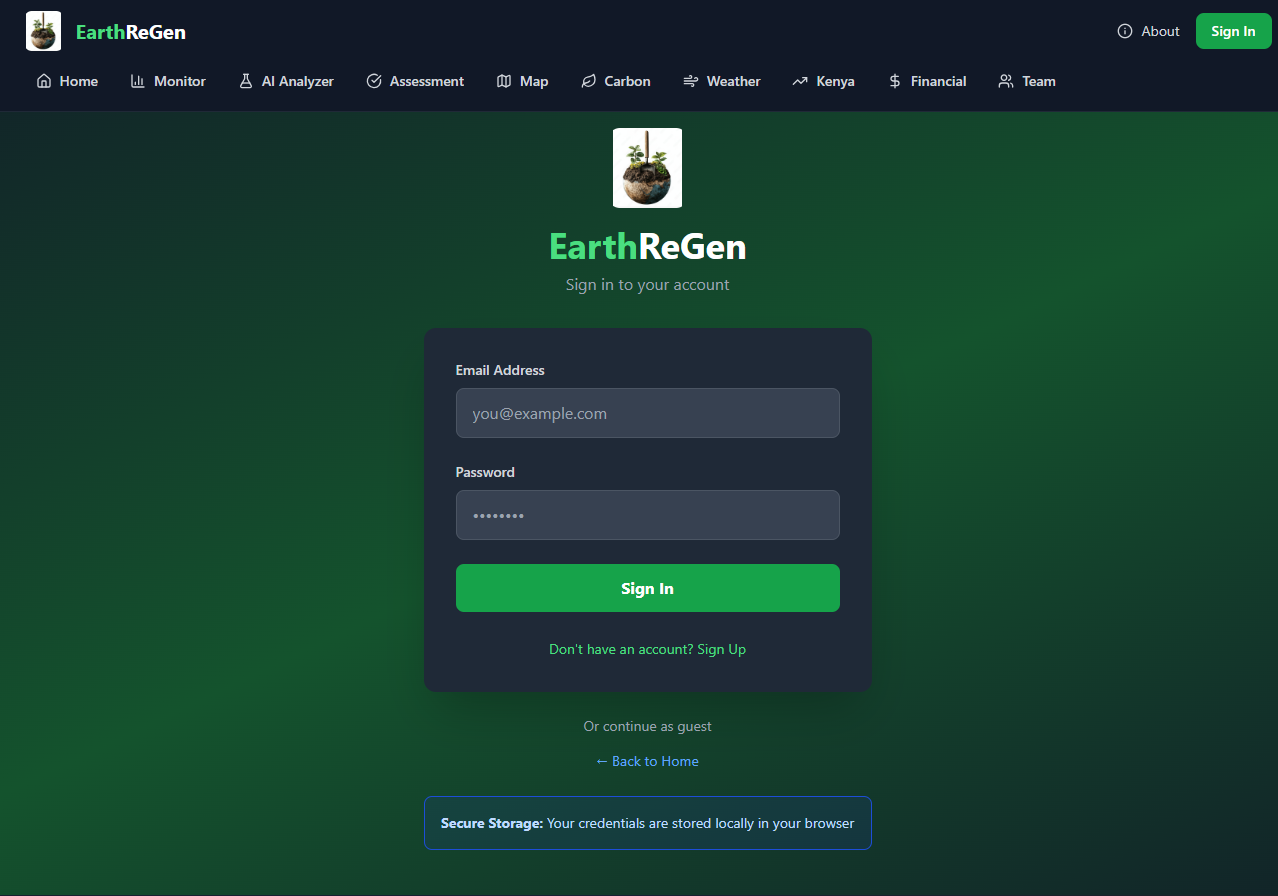 EarthReGen
About
Sign In
Home
Monitor
AI Analyzer
Assessment
Map
Carbon
Weather
Kenya
Financial
Team
EarthReGen
Sign in to your account
Email Address
you@example.com
Password
••••••••
Sign In
Don't have an account? Sign Up
Or continue as guest
← Back to Home
Secure Storage: Your credentials are stored locally in your browser